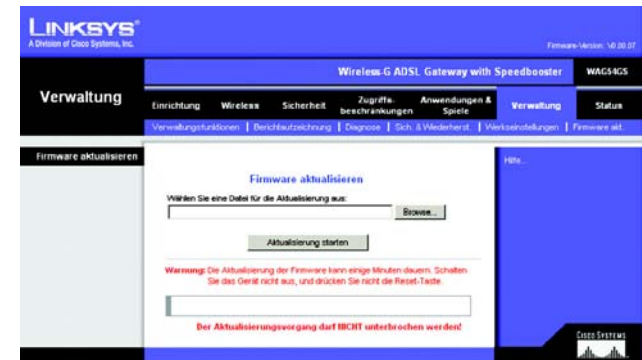 LINKSYS®
A Division of Cisco Systems, Inc.
Firmware-Version: V0.00.07
Wireless-G ADSL Gateway with Speedbooster WAG54GS
Verwaltung
Einrichtung Wireless Sicherheit Zugriffs-beschränkungen Anwendungen & Spiele Verwaltung Status
Verwaltungsfunktionen | Berichtaufzeichnung | Diagnose | Sich. & Wiederherst. | Werkseinstellungen | Firmware akt.
Firmware aktualisieren
Hilfe...
Firmware aktualisieren
Wählen Sie eine Datei für die Aktualisierung aus:
Browse...
Aktualisierung starten
Warnung: Die Aktualisierung der Firmware kann einige Minuten dauern. Schalten
Sie das Gerät nicht aus, und drücken Sie nicht die Reset-Taste.
Der Aktualisierungsvorgang darf NICHT unterbrochen werden!
CISCO SYSTEMS